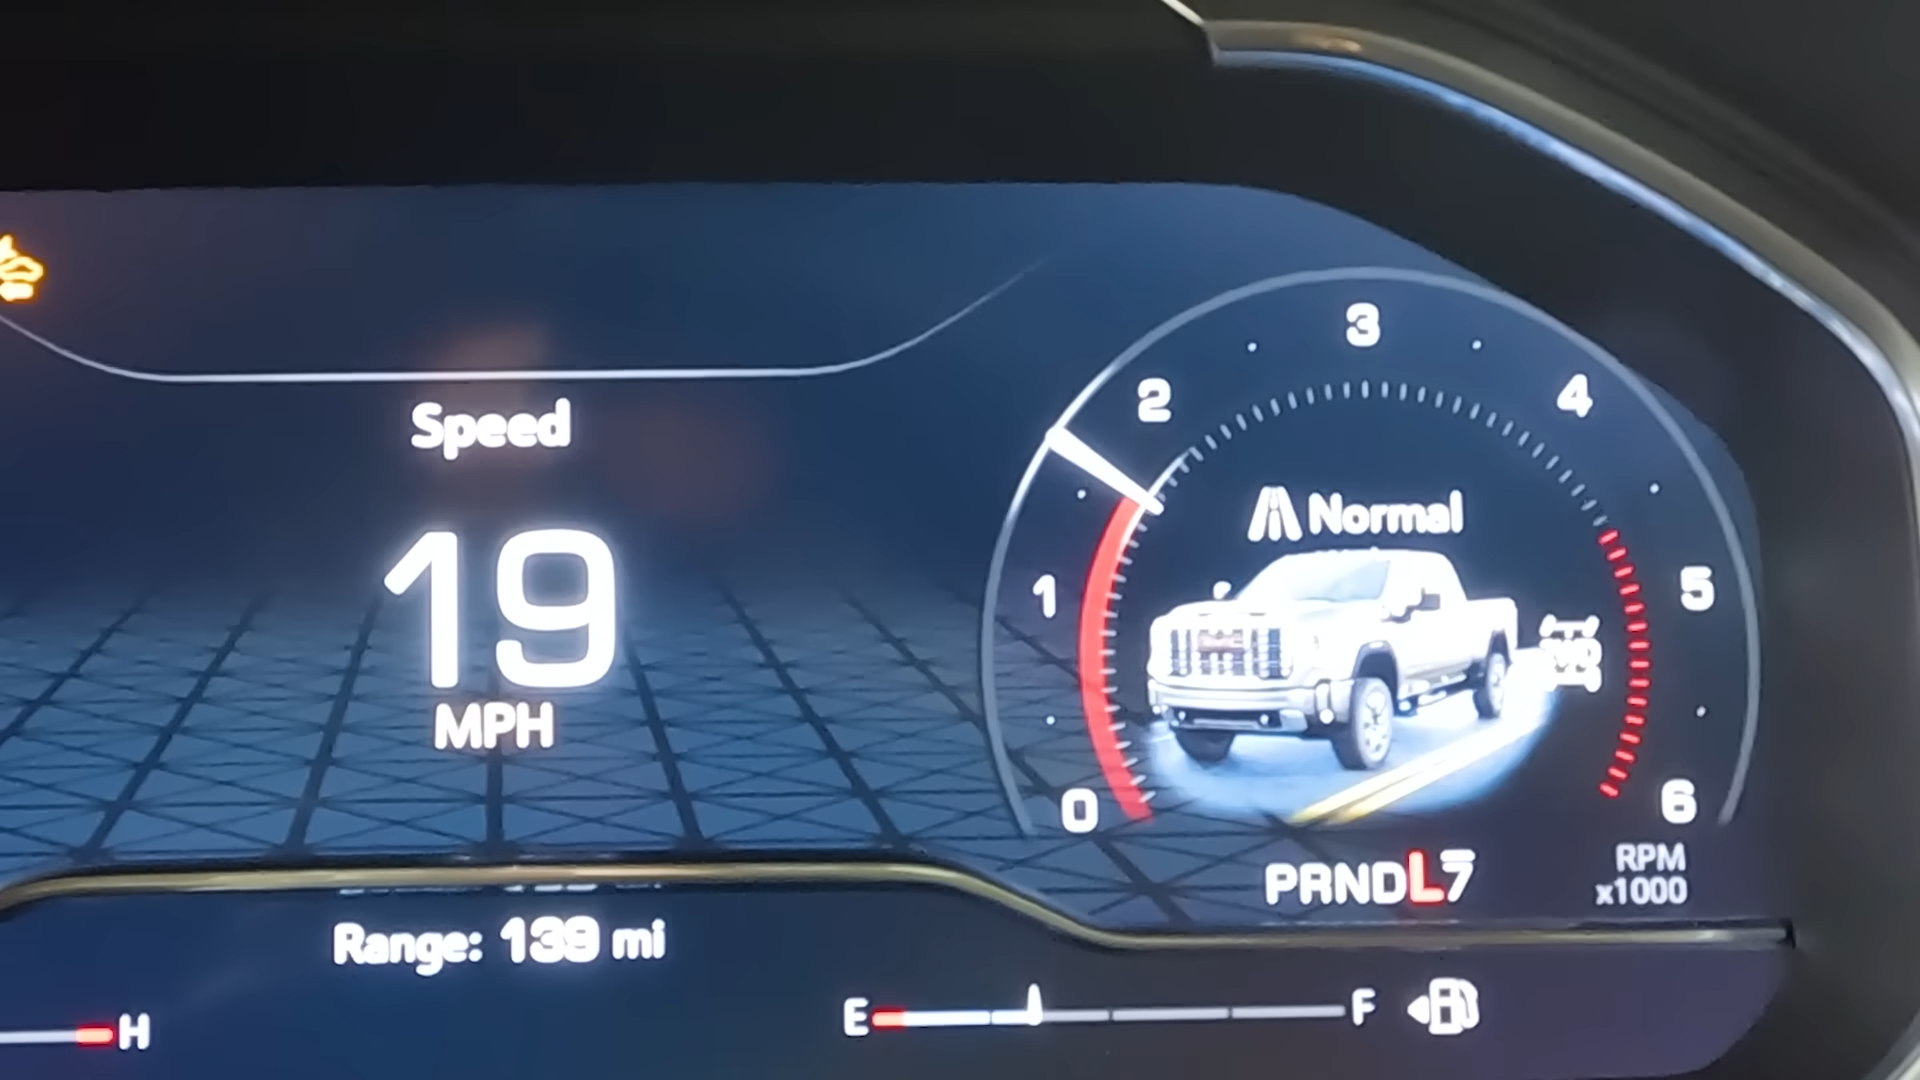 Speed
19
MPH
Range: 139 mi
H
E
F
0
1
2
3
4
5
6
Normal
PRNDL7
RPM
x1000